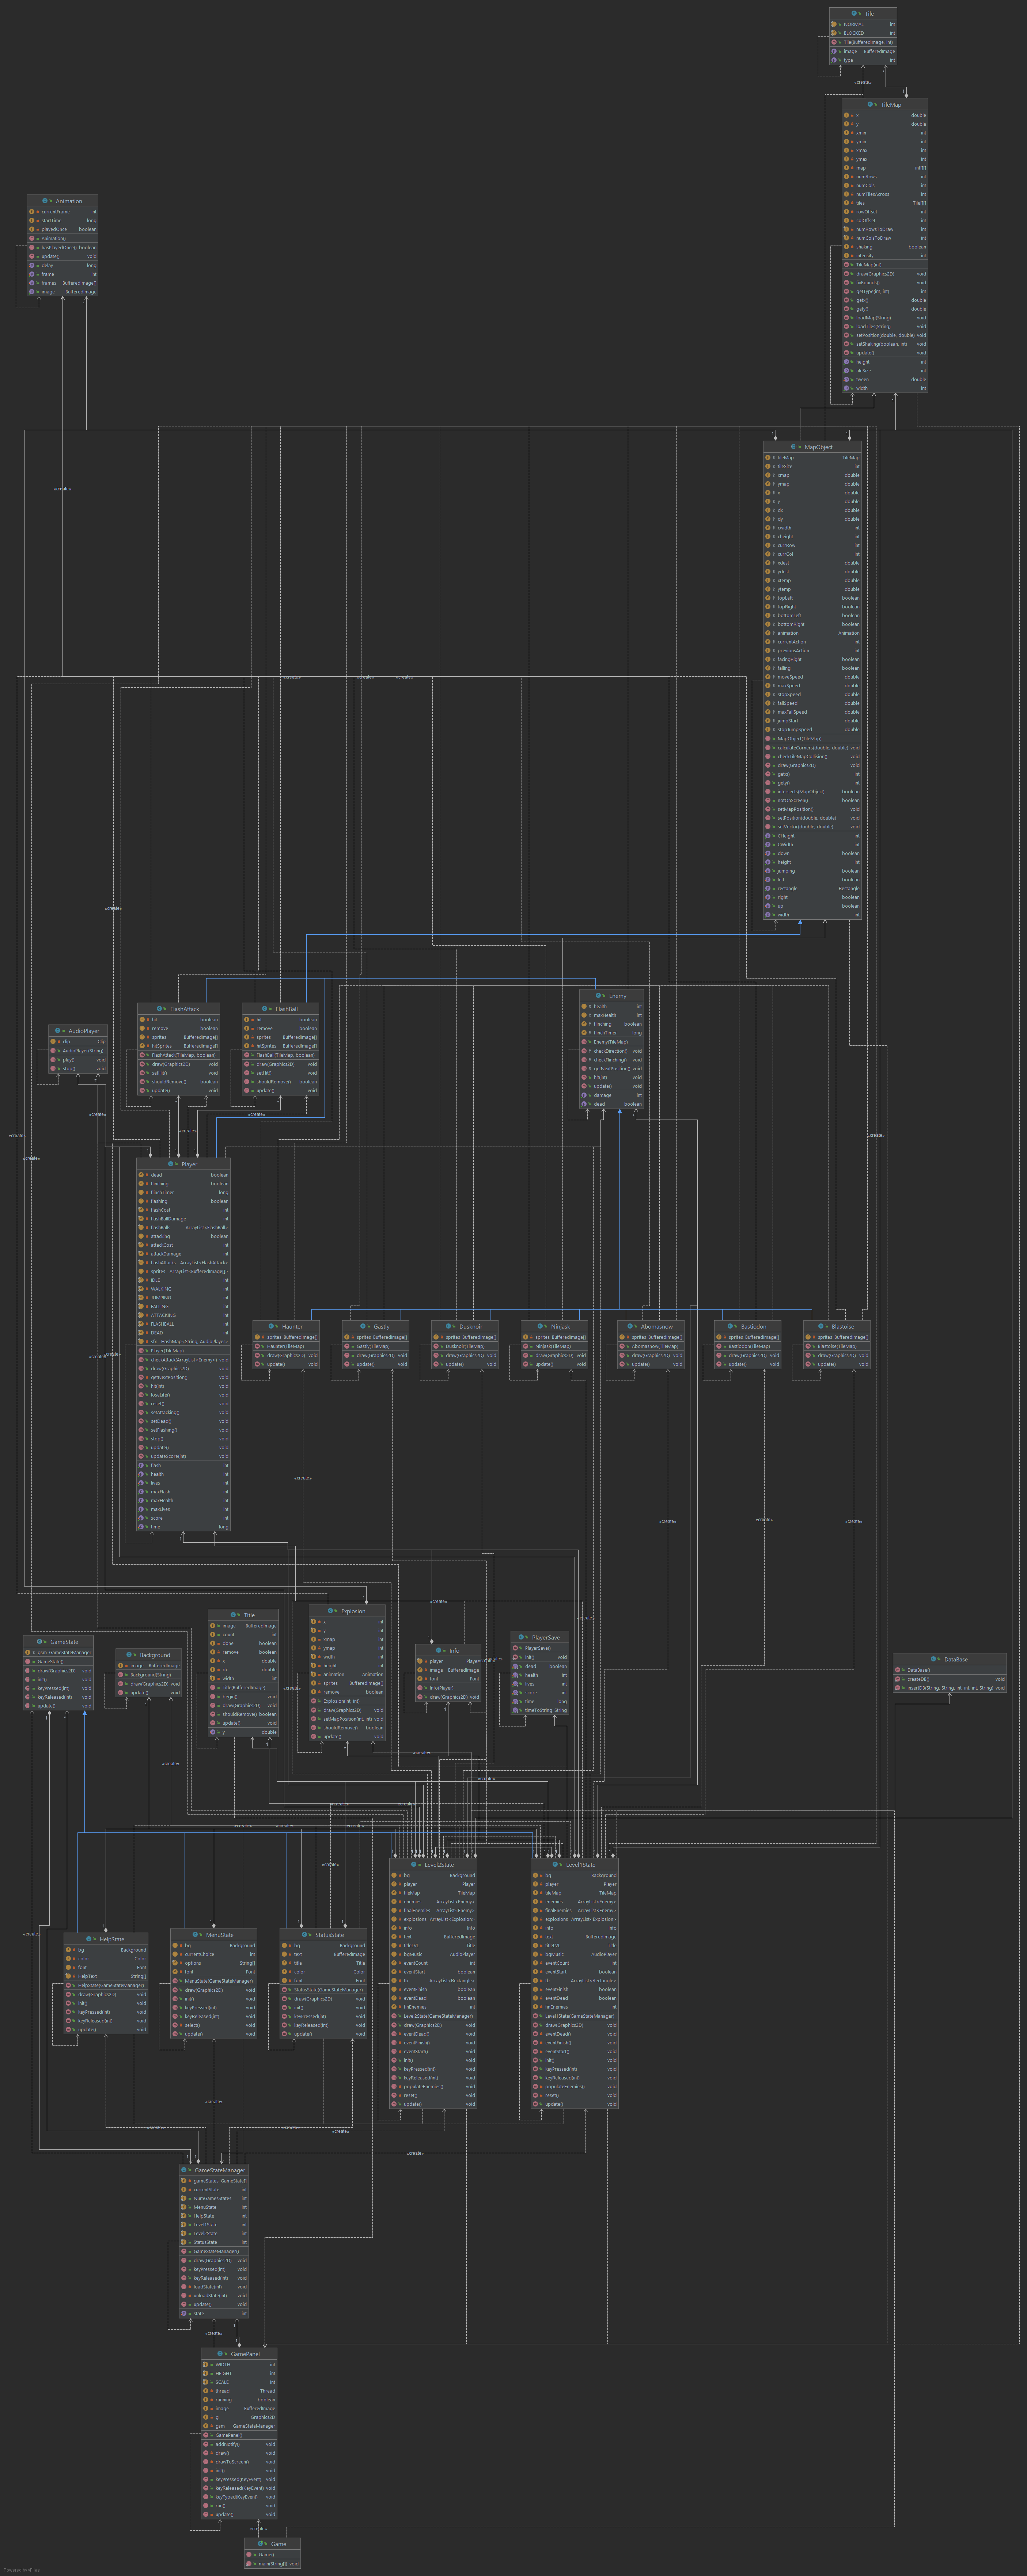 Tile
NORMAL int
BLOCKED int
Tile(BufferedImage, int)
image BufferedImage
type int
«create»
TileMap
x double
y double
xmin int
ymin int
xmax int
ymax int
map int[][]
numRows int
numCols int
numTilesAcross int
tiles Tile[][]
rowOffset int
colOffset int
numRowsToDraw int
numColsToDraw int
shaking boolean
intensity int
TileMap(int)
draw(Graphics2D) void
fixBounds() void
getType(int, int) int
getx() double
gety() double
loadMap(String) void
loadTiles(String) void
setPosition(double, double) void
setShaking(boolean, int) void
update() void
height int
tileSize int
tween double
width int
Animation
currentFrame int
startTime long
playedOnce boolean
Animation()
hasPlayedOnce() boolean
update() void
delay long
frame int
frames BufferedImage[]
image BufferedImage
MapObject
tileMap TileMap
tileSize int
xmap double
ymap double
x double
y double
dx double
dy double
cwidth int
cheight int
currRow int
currCol int
xdest double
ydest double
xtemp double
ytemp double
topLeft boolean
topRight boolean
bottomLeft boolean
bottomRight boolean
animation Animation
currentAction int
previousAction int
facingRight boolean
falling boolean
moveSpeed double
maxSpeed double
stopSpeed double
fallSpeed double
maxFallSpeed double
jumpStart double
stopJumpSpeed double
MapObject(TileMap)
calculateCorners(double, double) void
checkTileMapCollision() void
draw(Graphics2D) void
getx() int
gety() int
intersects(MapObject) boolean
notOnScreen() boolean
setMapPosition() void
setPosition(double, double) void
setVector(double, double) void
CHeight int
CWidth int
down boolean
height int
jumping boolean
left boolean
rectangle Rectangle
right boolean
up boolean
width int
FlashAttack
hit boolean
remove boolean
sprites BufferedImage[]
hitSprites BufferedImage[]
FlashAttack(TileMap, boolean)
draw(Graphics2D) void
setHit() void
shouldRemove() boolean
update() void
FlashBall
hit boolean
remove boolean
sprites BufferedImage[]
hitSprites BufferedImage[]
FlashBall(TileMap, boolean)
draw(Graphics2D) void
setHit() void
shouldRemove() boolean
update() void
Enemy
health int
maxHealth int
flinching boolean
flinchTimer long
Enemy(TileMap)
checkDirection() void
checkFlinching() void
getNextPosition() void
hit(int) void
update() void
damage int
dead boolean
AudioPlayer
clip Clip
AudioPlayer(String)
play() void
stop() void
Player
dead boolean
flinching boolean
flinchTimer long
flashing boolean
flashCost int
flashBallDamage int
flashBalls ArrayList<FlashBall>
attacking boolean
attackCost int
attackDamage int
flashAttacks ArrayList<FlashAttack>
sprites ArrayList<BufferedImage[]>
IDLE int
WALKING int
JUMPING int
FALLING int
ATTACKING int
FLASHBALL int
DEAD int
sfx HashMap<String, AudioPlayer>
Player(TileMap)
checkAttack(ArrayList<Enemy>) void
draw(Graphics2D) void
getNextPosition() void
hit(int) void
loseLife() void
reset() void
setAttacking() void
setDead() void
setFlashing() void
stop() void
update() void
updateScore(int) void
flash int
health int
lives int
maxFlash int
maxHealth int
maxLives int
score int
time long
Haunter
sprites BufferedImage[]
Haunter(TileMap)
draw(Graphics2D) void
update() void
Gastly
sprites BufferedImage[]
Gastly(TileMap)
draw(Graphics2D) void
update() void
Dusknoir
sprites BufferedImage[]
Dusknoir(TileMap)
draw(Graphics2D) void
update() void
Ninjask
sprites BufferedImage[]
Ninjask(TileMap)
draw(Graphics2D) void
update() void
Abomasnow
sprites BufferedImage[]
Abomasnow(TileMap)
draw(Graphics2D) void
update() void
Bastiodon
sprites BufferedImage[]
Bastiodon(TileMap)
draw(Graphics2D) void
update() void
Blastoise
sprites BufferedImage[]
Blastoise(TileMap)
draw(Graphics2D) void
update() void
Title
image BufferedImage
count int
done boolean
remove boolean
x double
dx double
width int
Title(BufferedImage)
begin() void
draw(Graphics2D) void
shouldRemove() boolean
update() void
y double
Explosion
x int
y int
xmap int
ymap int
width int
height int
animation Animation
sprites BufferedImage[]
remove boolean
Explosion(int, int)
draw(Graphics2D) void
setMapPosition(int, int) void
shouldRemove() boolean
update() void
Info
player Player
image BufferedImage
font Font
Info(Player)
draw(Graphics2D) void
PlayerSave
PlayerSave()
init() void
dead boolean
health int
lives int
score int
time long
timeToString String
GameState
gsm GameStateManager
GameState()
draw(Graphics2D) void
init() void
keyPressed(int) void
keyReleased(int) void
update() void
Background
image BufferedImage
Background(String)
draw(Graphics2D) void
update() void
DataBase
DataBase()
createDB() void
insertDB(String, String, int, int, int, String) void
Level2State
bg Background
player Player
tileMap TileMap
enemies ArrayList<Enemy>
finalEnemies ArrayList<Enemy>
explosions ArrayList<Explosion>
info Info
text BufferedImage
titleLVL Title
bgMusic AudioPlayer
eventCount int
eventStart boolean
tb ArrayList<Rectangle>
eventFinish boolean
eventDead boolean
finEnemies int
Level2State(GameStateManager)
draw(Graphics2D) void
eventDead() void
eventFinish() void
eventStart() void
init() void
keyPressed(int) void
keyReleased(int) void
populateEnemies() void
reset() void
update() void
Level1State
bg Background
player Player
tileMap TileMap
enemies ArrayList<Enemy>
finalEnemies ArrayList<Enemy>
explosions ArrayList<Explosion>
info Info
text BufferedImage
titleLVL Title
bgMusic AudioPlayer
eventCount int
eventStart boolean
tb ArrayList<Rectangle>
eventFinish boolean
eventDead boolean
finEnemies int
Level1State(GameStateManager)
draw(Graphics2D) void
eventDead() void
eventFinish() void
eventStart() void
init() void
keyPressed(int) void
keyReleased(int) void
populateEnemies() void
reset() void
update() void
HelpState
bg Background
color Color
font Font
HelpText String[]
HelpState(GameStateManager)
draw(Graphics2D) void
init() void
keyPressed(int) void
keyReleased(int) void
update() void
MenuState
bg Background
currentChoice int
options String[]
font Font
MenuState(GameStateManager)
draw(Graphics2D) void
init() void
keyPressed(int) void
keyReleased(int) void
select() void
update() void
StatusState
bg Background
text BufferedImage
title Title
color Color
font Font
StatusState(GameStateManager)
draw(Graphics2D) void
init() void
keyPressed(int) void
keyReleased(int) void
update() void
GameStateManager
gameStates GameState[]
currentState int
NumGamesStates int
MenuState int
HelpState int
Level1State int
Level2State int
StatusState int
GameStateManager()
draw(Graphics2D) void
keyPressed(int) void
keyReleased(int) void
loadState(int) void
unloadState(int) void
update() void
state int
«create»
GamePanel
WIDTH int
HEIGHT int
SCALE int
thread Thread
running boolean
image BufferedImage
g Graphics2D
gsm GameStateManager
GamePanel()
addNotify() void
draw() void
drawToScreen() void
init() void
keyPressed(KeyEvent) void
keyReleased(KeyEvent) void
keyTyped(KeyEvent) void
run() void
update() void
«create»
Game
Game()
main(String[]) void
Powered by yFiles